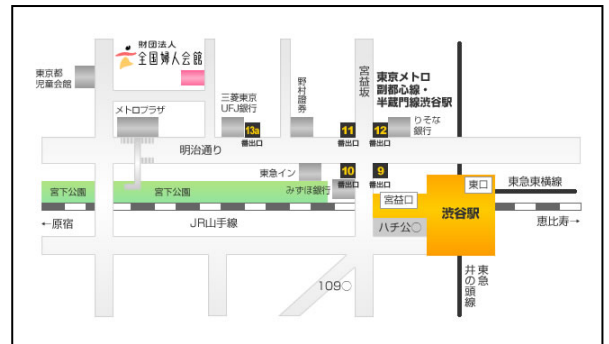 財団法人
全国婦人会館
東京都
児童会館
メトロプラザ
三菱東京
UFJ銀行
13a
番出口
野村證券
宮益坂
東京メトロ
副都心線・
半蔵門線渋谷駅
11
番出口
12
番出口
りそな
銀行
明治通り
東急イン
みずほ銀行
10
番出口
9
番出口
宮下公園
宮下公園
宮益口
東口
東急東横線
渋谷駅
←原宿
JR山手線
ハチ公○
恵比寿→
109○
東急
井の頭線